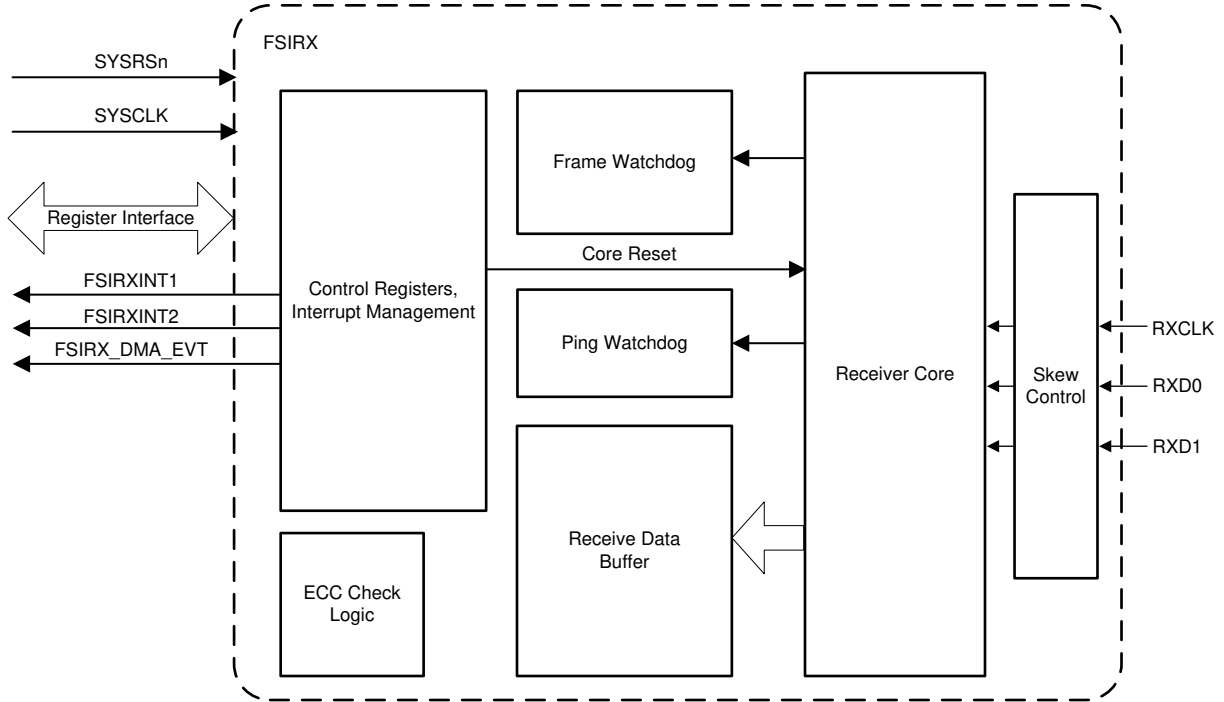 FSIRX
SYSRSn
SYSCLK
Register Interface
FSIRXINT1
FSIRXINT2
FSIRX_DMA_EVT
Control Registers,
Interrupt Management
ECC Check
Logic
Frame Watchdog
Core Reset
Ping Watchdog
Receive Data
Buffer
Receiver Core
Skew
Control
RXCLK
RXD0
RXD1